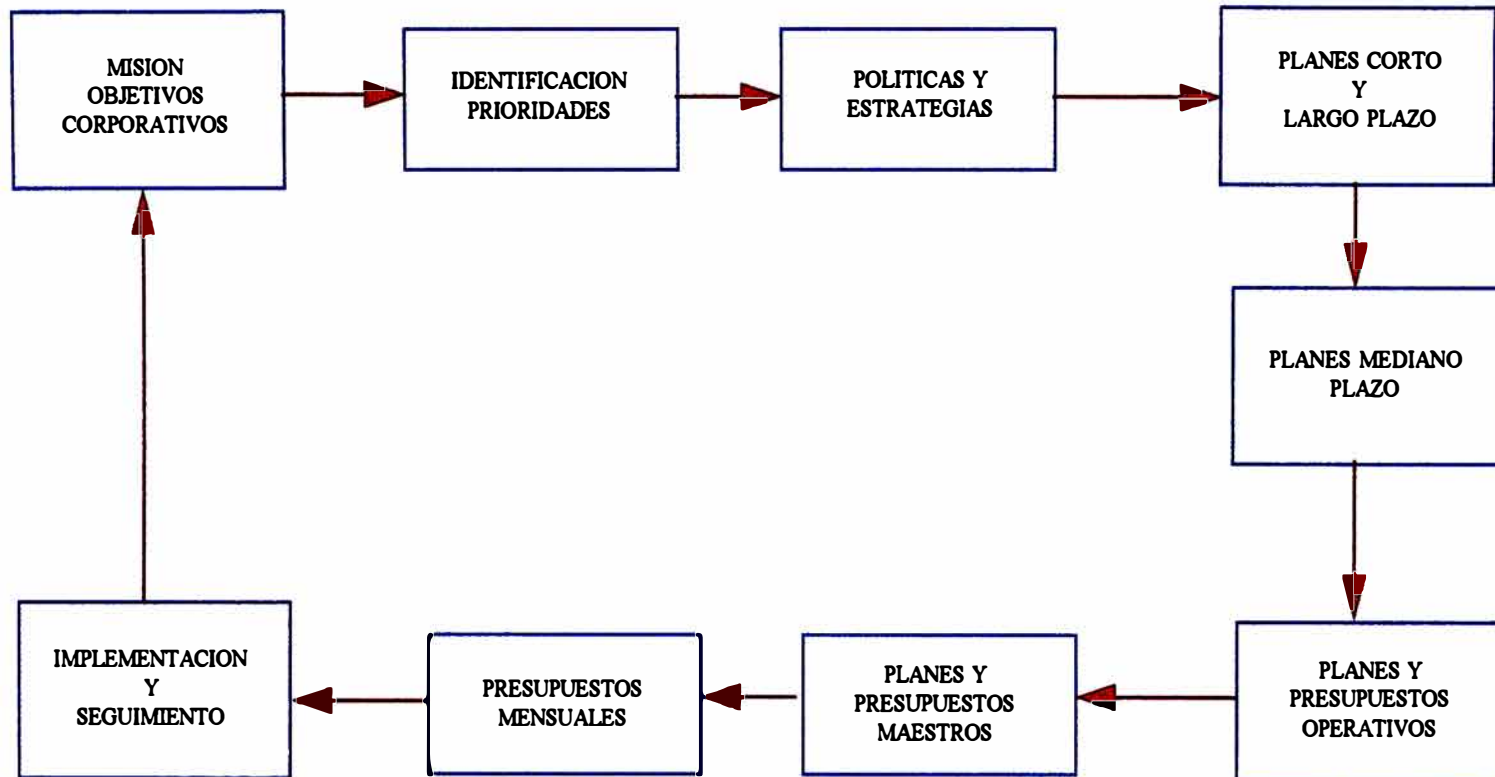 MISION
OBJETIVOS
CORPORATIVOS
IDENTIFICACION
PRIORIDADES
POLITICAS Y
ESTRATEGIAS
PLANES CORTO
Y
LARGO PLAZO
PLANES MEDIANO
PLAZO
PLANES Y
PRESUPUESTOS
OPERATIVOS
PLANES Y
PRESUPUESTOS
MAESTROS
PRESUPUESTOS
MENSUALES
IMPLEMENTACION
Y
SEGUIMIENTO